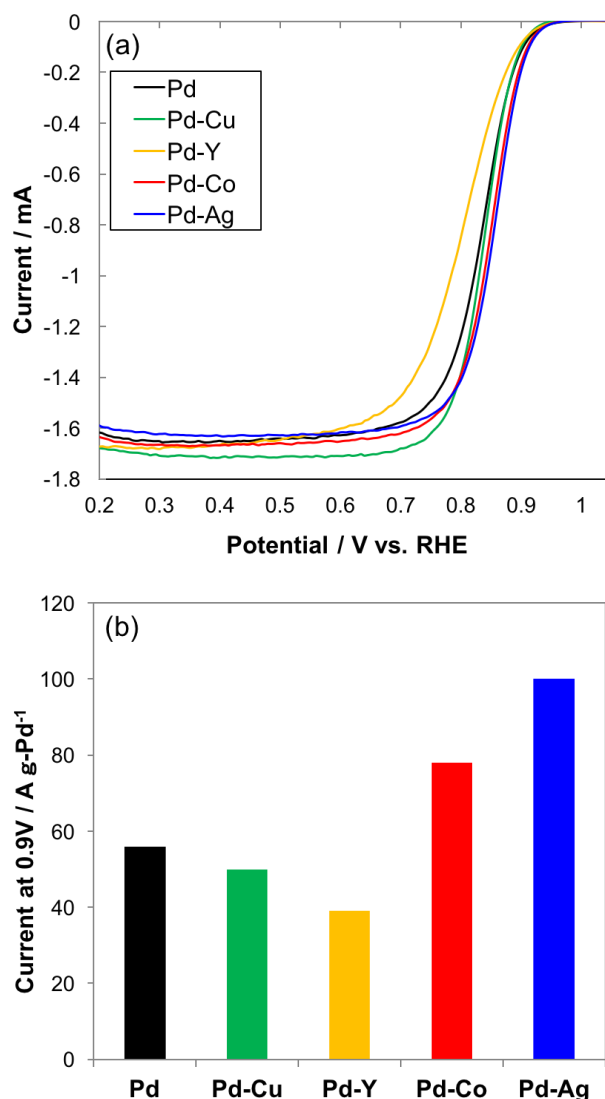 (a)
0
-0.2
-0.4
-0.6
-0.8
-1
-1.2
-1.4
-1.6
-1.8
Current / mA
Pd
Pd-Cu
Pd-Y
Pd-Co
Pd-Ag
0.2 0.3 0.4 0.5 0.6 0.7 0.8 0.9 1
Potential / V vs. RHE
(b)
120
100
80
60
40
20
0
Current at 0.9V / A g-Pd⁻¹
Pd Pd-Cu Pd-Y Pd-Co Pd-Ag